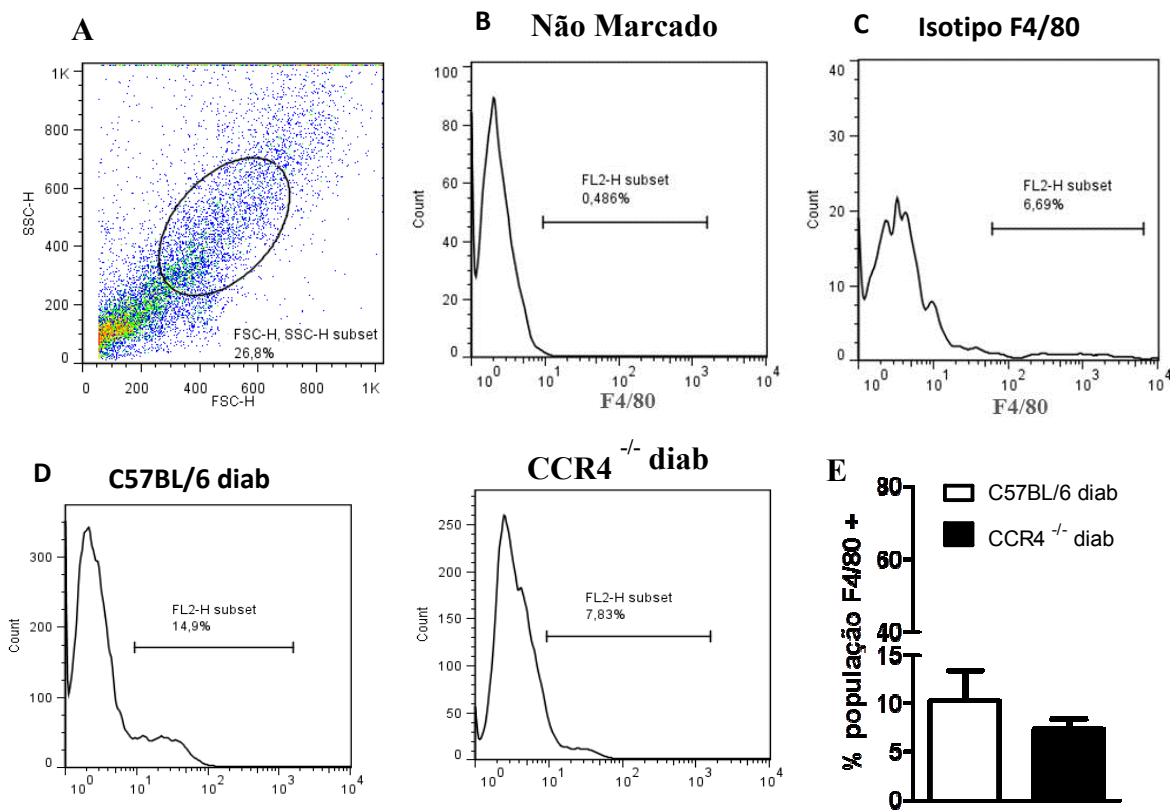 A
1K
800
600
400
200
0
SSC-H
FSC-H, SSC-H subset
26,8%
0 200 400 600 800 1K
FSC-H
B Não Marcado
100
80
60
40
20
0
Count
FL2-H subset
0,486%
10^0 10^1 10^2 10^3 10^4
F4/80
C Isotipo F4/80
40
30
20
10
0
Count
FL2-H subset
6,69%
10^0 10^1 10^2 10^3 10^4
F4/80
D C57BL/6 diab
300
200
100
0
Count
FL2-H subset
14,9%
10^0 10^1 10^2 10^3 10^4
CCR4 -/- diab
250
200
150
100
50
0
Count
FL2-H subset
7,83%
10^0 10^1 10^2 10^3 10^4
E
80
60
40
15
10
5
0
% população F4/80 +
C57BL/6 diab
CCR4 -/- diab